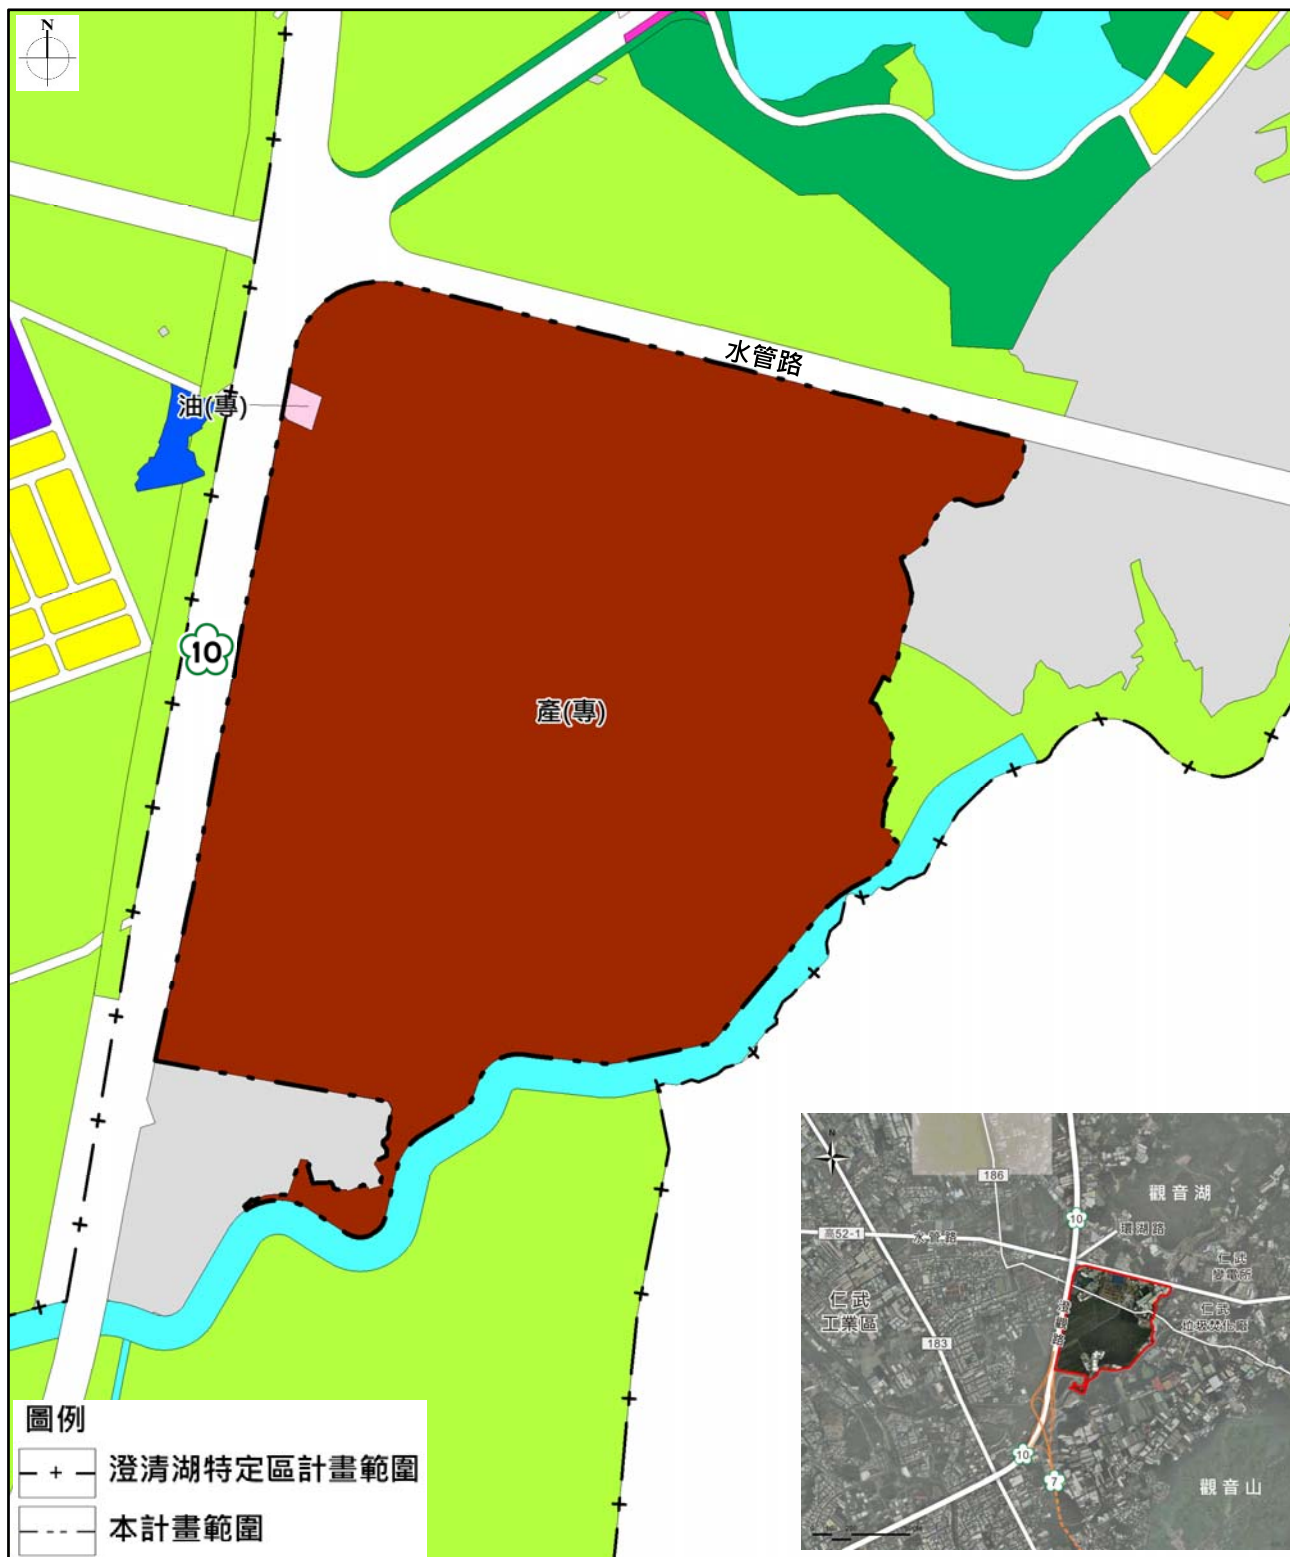 N
水管路
油(專)
10
產(專)
圖例
澄清湖特定區計畫範圍
本計畫範圍
N
186
觀音湖
10
環湖路
高52-1
水管路
仁武
變電所
仁武
工業區
澄觀路
仁武
垃圾焚化廠
183
10
7
觀音山